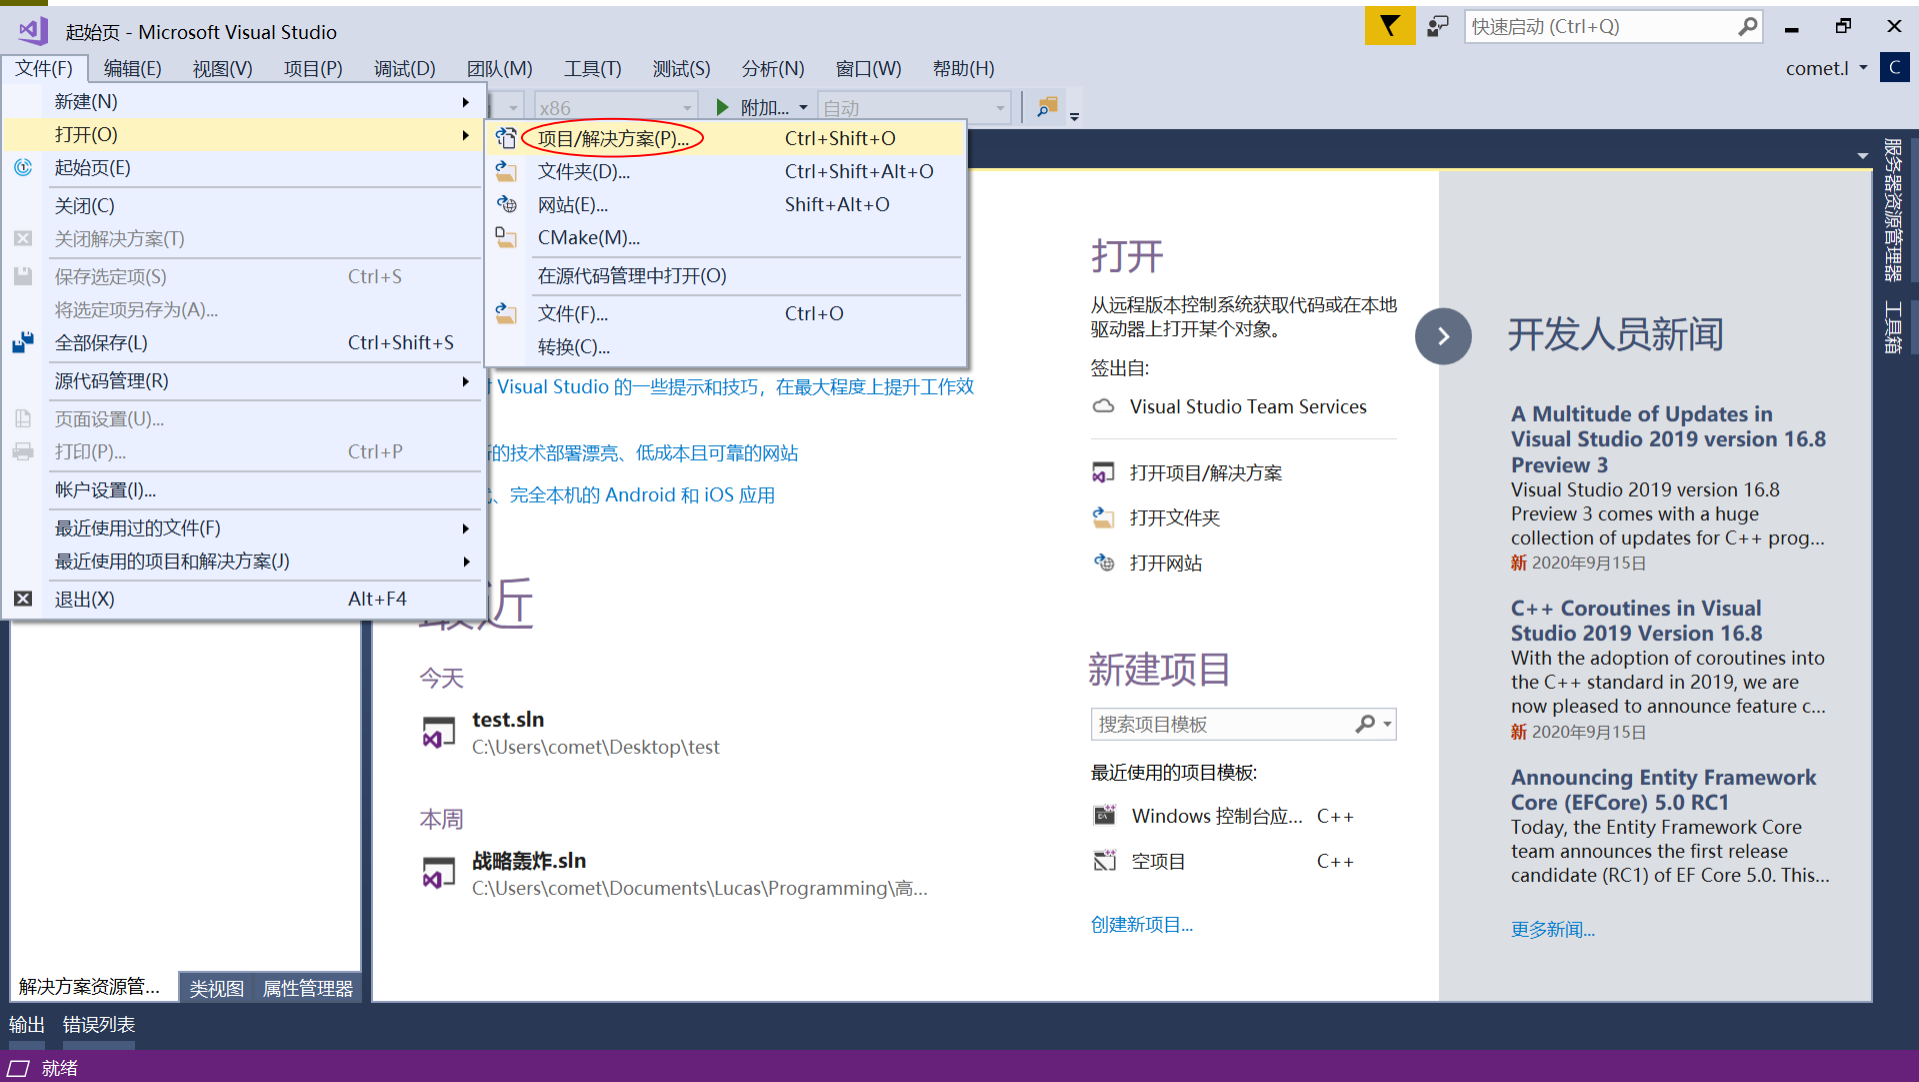 起始页 - Microsoft Visual Studio
快速启动 (Ctrl+Q)
文件(F) 编辑(E) 视图(V) 项目(P) 调试(D) 团队(M) 工具(T) 测试(S) 分析(N) 窗口(W) 帮助(H)
comet.l C
x86 附加... 自动
新建(N)
打开(O)
起始页(E)
关闭(C)
关闭解决方案(T)
保存选定项(S) Ctrl+S
将选定项另存为(A)...
全部保存(L) Ctrl+Shift+S
源代码管理(R)
页面设置(U)...
打印(P)... Ctrl+P
帐户设置(I)...
最近使用过的文件(F)
最近使用的项目和解决方案(J)
退出(X) Alt+F4
项目/解决方案(P)... Ctrl+Shift+O
文件夹(D)... Ctrl+Shift+Alt+O
网站(E)... Shift+Alt+O
CMake(M)...
在源代码管理中打开(O)
文件(F)... Ctrl+O
转换(C)...
Visual Studio 的一些提示和技巧，在最大程度上提升工作效
的技术部署漂亮、低成本且可靠的网站
、完全本机的 Android 和 iOS 应用
最近
今天
test.sln
C:\Users\comet\Desktop\test
本周
战略轰炸.sln
C:\Users\comet\Documents\Lucas\Programming\高...
打开
从远程版本控制系统获取代码或在本地
驱动器上打开某个对象。
签出自:
Visual Studio Team Services
打开项目/解决方案
打开文件夹
打开网站
新建项目
搜索项目模板
最近使用的项目模板:
Windows 控制台应... C++
空项目 C++
创建新项目...
开发人员新闻
A Multitude of Updates in
Visual Studio 2019 version 16.8
Preview 3
Visual Studio 2019 version 16.8
Preview 3 comes with a huge
collection of updates for C++ prog...
新 2020年9月15日
C++ Coroutines in Visual
Studio 2019 Version 16.8
With the adoption of coroutines into
the C++ standard in 2019, we are
now pleased to announce feature c...
新 2020年9月15日
Announcing Entity Framework
Core (EFCore) 5.0 RC1
Today, the Entity Framework Core
team announces the first release
candidate (RC1) of EF Core 5.0. This...
更多新闻...
服务器资源管理器
工具箱
解决方案资源管... 类视图 属性管理器
输出 错误列表
就绪